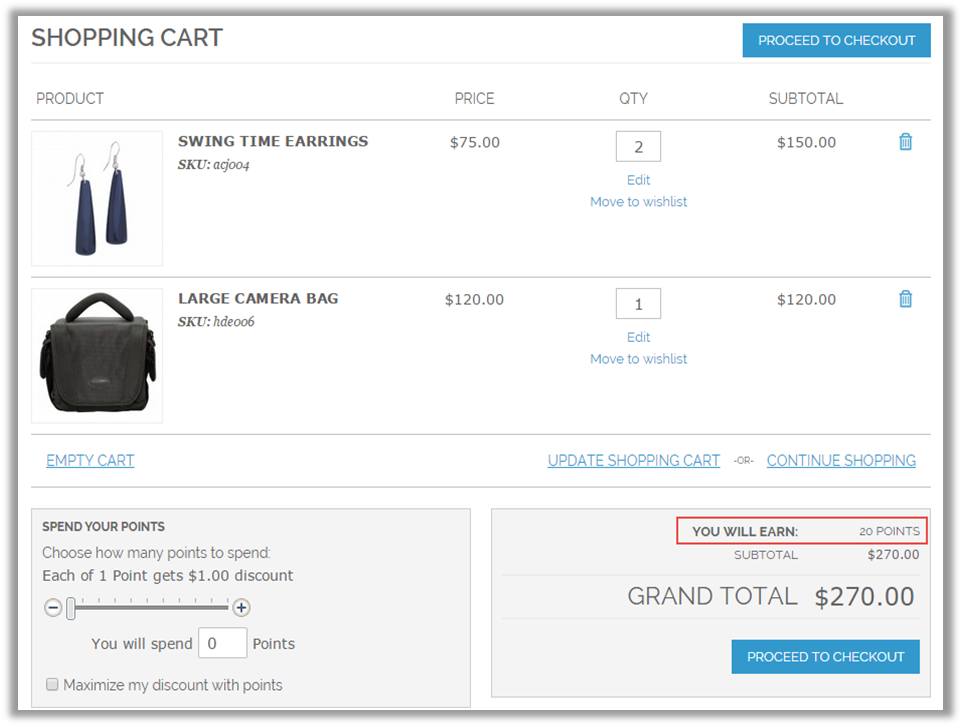 SHOPPING CART
PROCEED TO CHECKOUT
PRODUCT PRICE QTY SUBTOTAL
SWING TIME EARRINGS $75.00 2 $150.00
SKU: acj004
Edit
Move to wishlist
LARGE CAMERA BAG $120.00 1 $120.00
SKU: hde006
Edit
Move to wishlist
EMPTY CART UPDATE SHOPPING CART -OR- CONTINUE SHOPPING
SPEND YOUR POINTS
Choose how many points to spend:
Each of 1 Point gets $1.00 discount
You will spend 0 Points
Maximize my discount with points
YOU WILL EARN: 20 POINTS
SUBTOTAL $270.00
GRAND TOTAL $270.00
PROCEED TO CHECKOUT